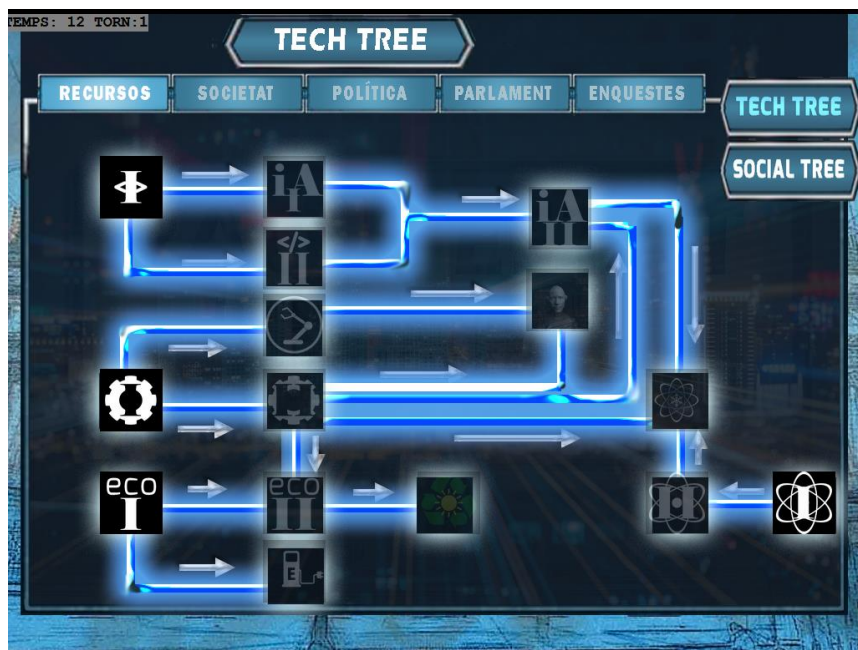 TEMPS: 12 TORN:1
TECH TREE
RECURSOS
SOCIETAT
POLÍTICA
PARLAMENT
ENQUESTES
TECH TREE
SOCIAL TREE
iA
I
iA
II
</>
II
eco
I
eco
II
E
II
I